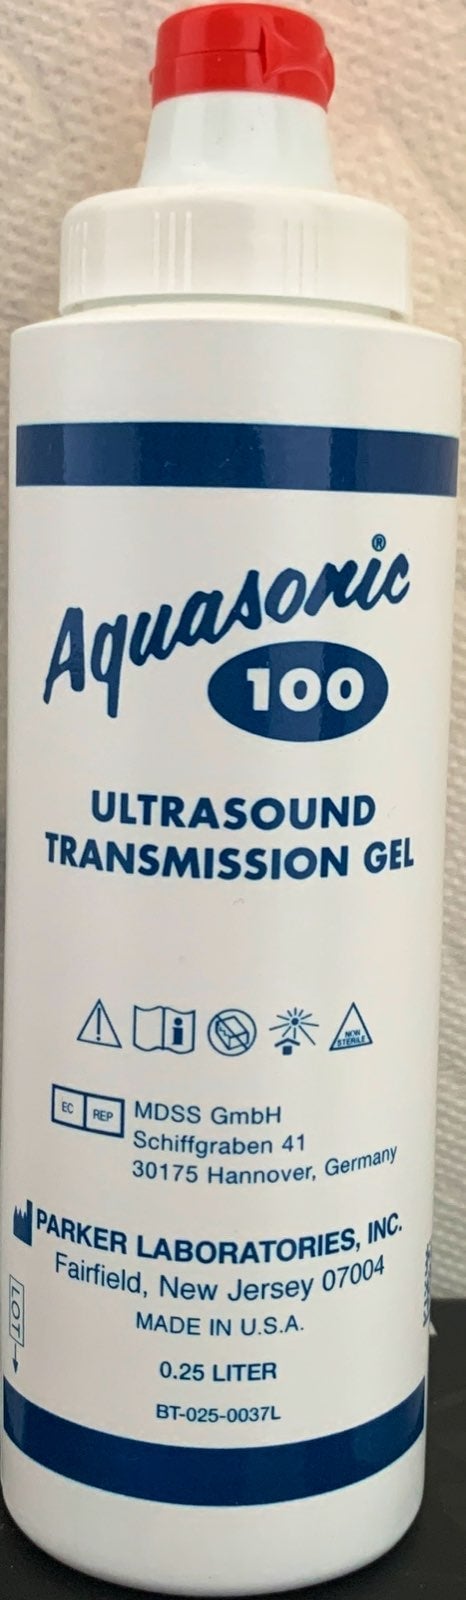 Aquasonic®
100
ULTRASOUND
TRANSMISSION GEL
NON
STERILE
EC REP
MDSS GmbH
Schiffgraben 41
30175 Hannover, Germany
PARKER LABORATORIES, INC.
Fairfield, New Jersey 07004
MADE IN U.S.A.
LOT
0.25 LITER
BT-025-0037L